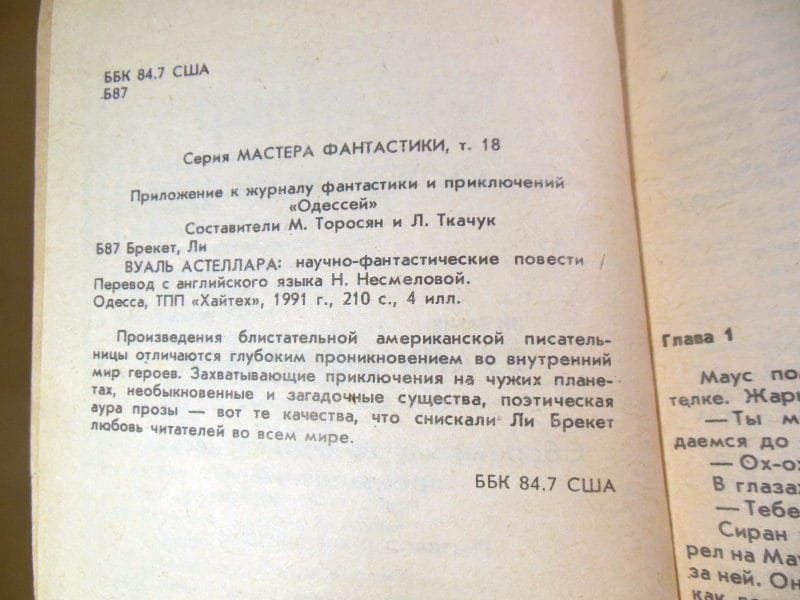 ББК 84.7 США
Б87
Серия МАСТЕРА ФАНТАСТИКИ, т. 18
Приложение к журналу фантастики и приключений
«Одессей»
Составители М. Торосян и Л. Ткачук
Б87 Брекет, Ли
ВУАЛЬ АСТЕЛЛАРА: научно-фантастические повести /
Перевод с английского языка Н. Несмеловой.
Одесса, ТПП «Хайтех», 1991 г., 210 с., 4 илл.
Произведения блистательной американской писатель-
ницы отличаются глубоким проникновением во внутренний
мир героев. Захватывающие приключения на чужих плане-
тах, необыкновенные и загадочные существа, поэтическая
аура прозы — вот те качества, что снискали Ли Брекет
любовь читателей во всем мире.
ББК 84.7 США
Глава 1
Маус
телке. Жар
— Ты
даемся до
— Ох-ох
В глаза
— Тебе
Сиран
рел на Ма
за ней. Он
как